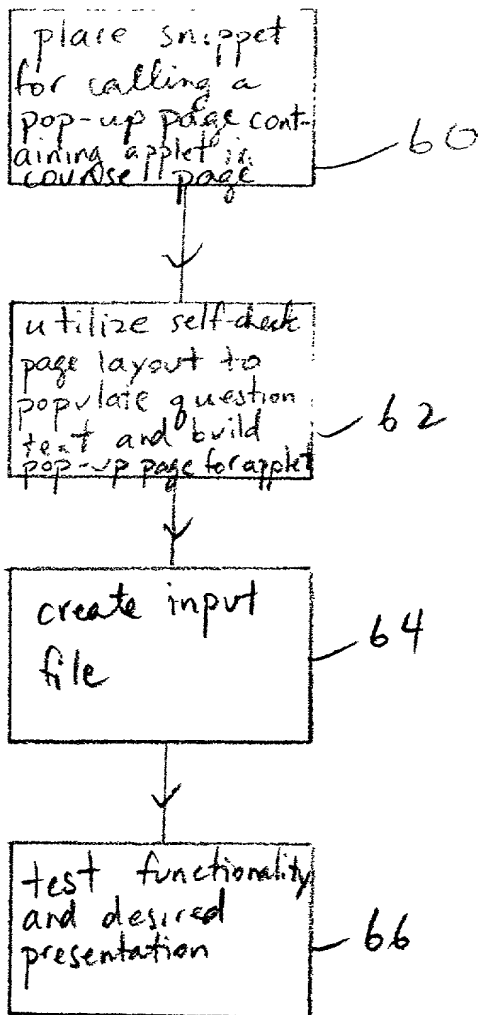 place snippet
for calling a
pop-up page cont-
aining applet in
course page
60
utilize self-check
page layout to
populate question
text and build
pop-up page for applet
62
create input
file
64
test functionality
and desired
presentation
66